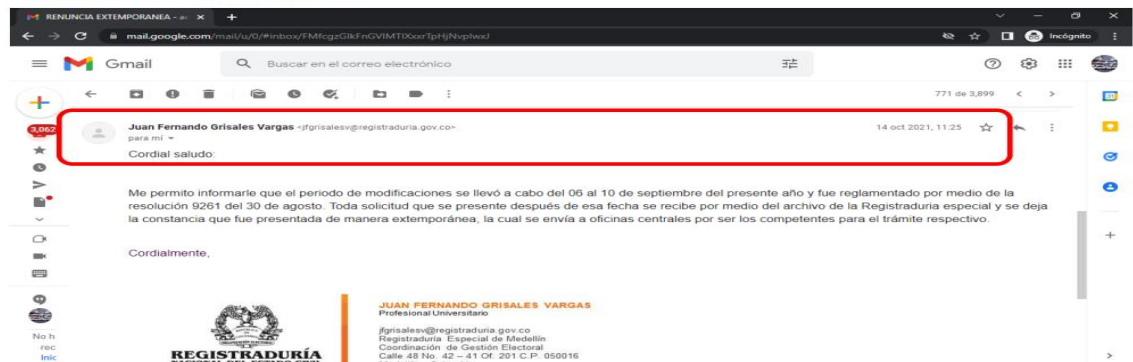 RENUNCIA EXTEMPORANEA -
mail.google.com/mail/u/0/#inbox/
Incógnito
Gmail
Buscar en el correo electrónico
771 de 3,899
3,062
Juan Fernando Grisales Vargas <jfgrisalesv@registraduria.gov.co>
14 oct 2021, 11:25
para mí
Cordial saludo:
Me permito informarle que el periodo de modificaciones se llevó a cabo del 06 al 10 de septiembre del presente año y fue reglamentado por medio de la
resolución 9261 del 30 de agosto. Toda solicitud que se presente después de esa fecha se recibe por medio del archivo de la Registraduria especial y se deja
la constancia que fue presentada de manera extemporánea, la cual se envía a oficinas centrales por ser los competentes para el trámite respectivo.
Cordialmente,
JUAN FERNANDO GRISALES VARGAS
Profesional Universitario
jfgrisalesv@registraduria.gov.co
Registraduría Especial de Medellín
Coordinación de Gestión Electoral
Calle 48 No. 42 – 41 Of. 201 C.P. 050016
REGISTRADURÍA
NACIONAL DEL ESTADO CIVIL
No h
rec
Inic